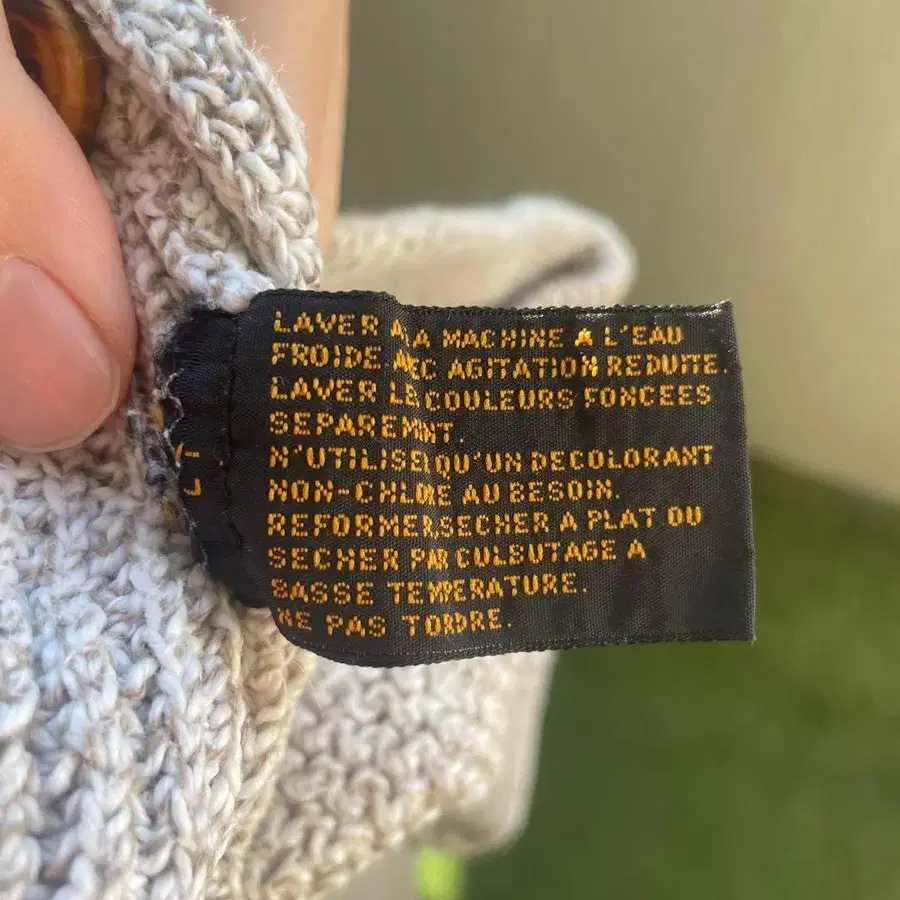 LAVER A LA MACHINE A L'EAU
FROIDE AVEC AGITATION REDUITE.
LAVER LES COULEURS FONCEES
SEPAREMENT.
N'UTILISER QU'UN DECOLORANT
NON-CHLORE AU BESOIN.
REFORMER, SECHER A PLAT OU
SECHER PAR CULBUTAGE A
BASSE TEMPERATURE.
NE PAS TORDRE.